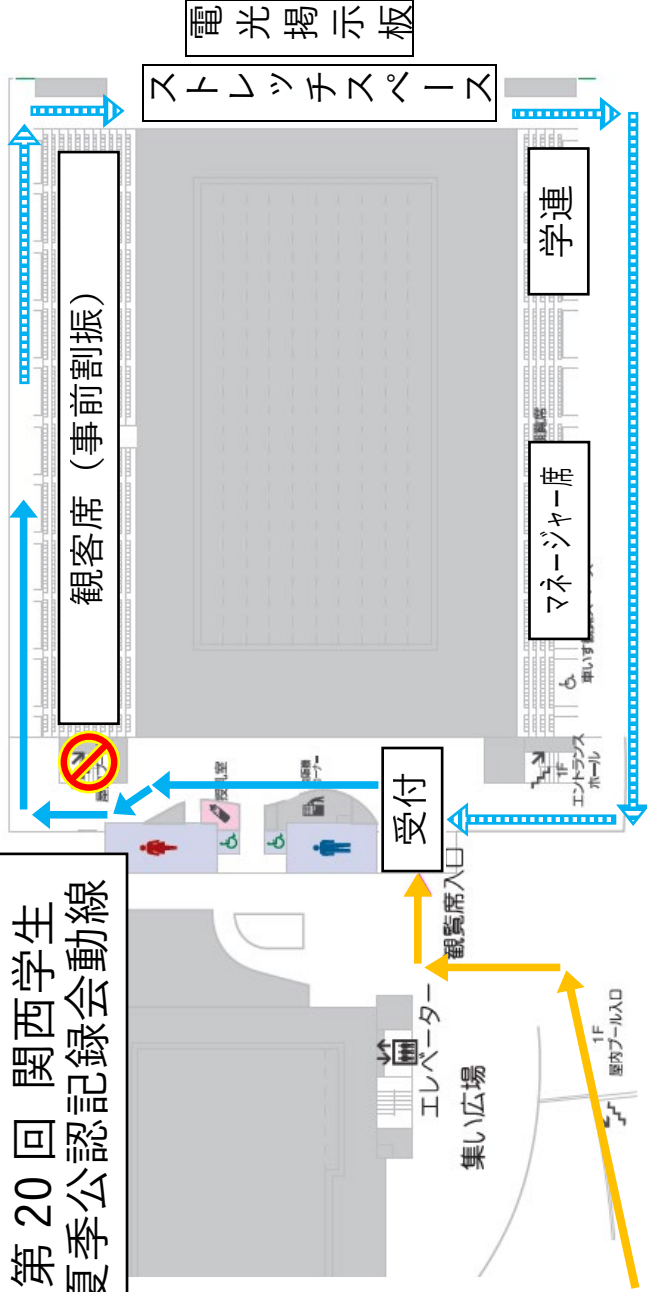 第 20 回 関西学生
夏季公認記録会動線
電光掲示板
ストレッチスペース
観客席（事前割振）
学連
マネージャー席
観覧席
1F
エントランス
ホール
受付
観覧席入口
エレベーター
集い広場
1F
屋内プール入口